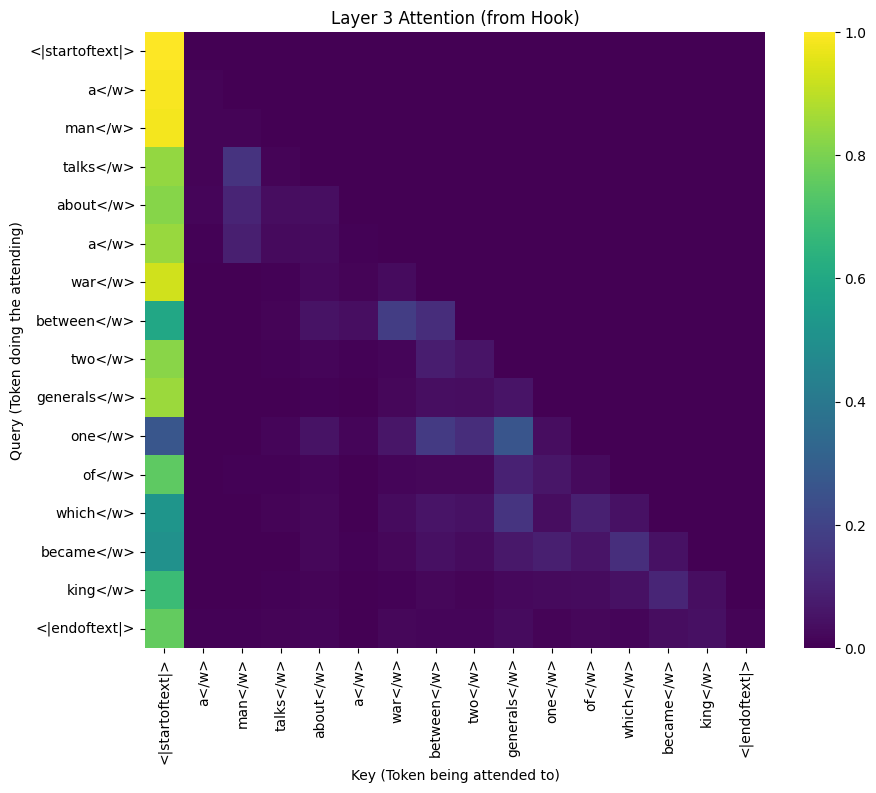 Layer 3 Attention (from Hook)
Query (Token doing the attending)
<|startoftext|>
a</w>
man</w>
talks</w>
about</w>
a</w>
war</w>
between</w>
two</w>
generals</w>
one</w>
of</w>
which</w>
became</w>
king</w>
<|endoftext|>
<|startoftext|>
a</w>
man</w>
talks</w>
about</w>
a</w>
war</w>
between</w>
two</w>
generals</w>
one</w>
of</w>
which</w>
became</w>
king</w>
<|endoftext|>
Key (Token being attended to)
1.0
0.8
0.6
0.4
0.2
0.0